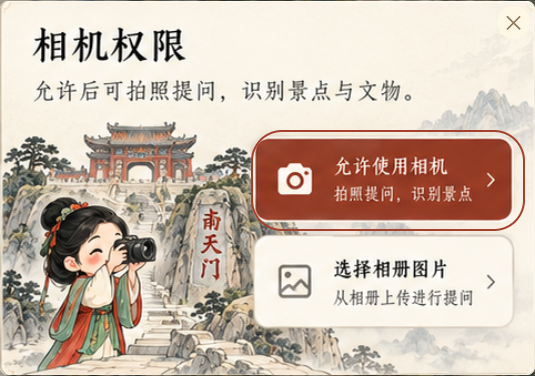 相机权限
允许后可拍照提问，识别景点与文物。
允许使用相机
拍照提问，识别景点
南天门
选择相册图片
从相册上传进行提问